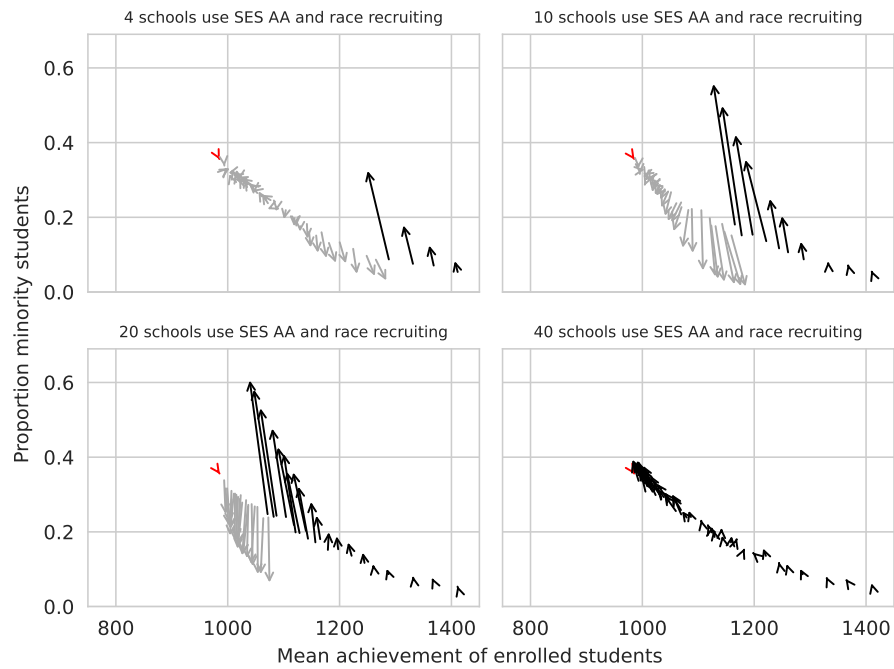 4 schools use SES AA and race recruiting
10 schools use SES AA and race recruiting
0.6
0.4
0.2
0.0
20 schools use SES AA and race recruiting
40 schools use SES AA and race recruiting
0.6
0.4
0.2
0.0
800 1000 1200 1400
800 1000 1200 1400
Proportion minority students
Mean achievement of enrolled students